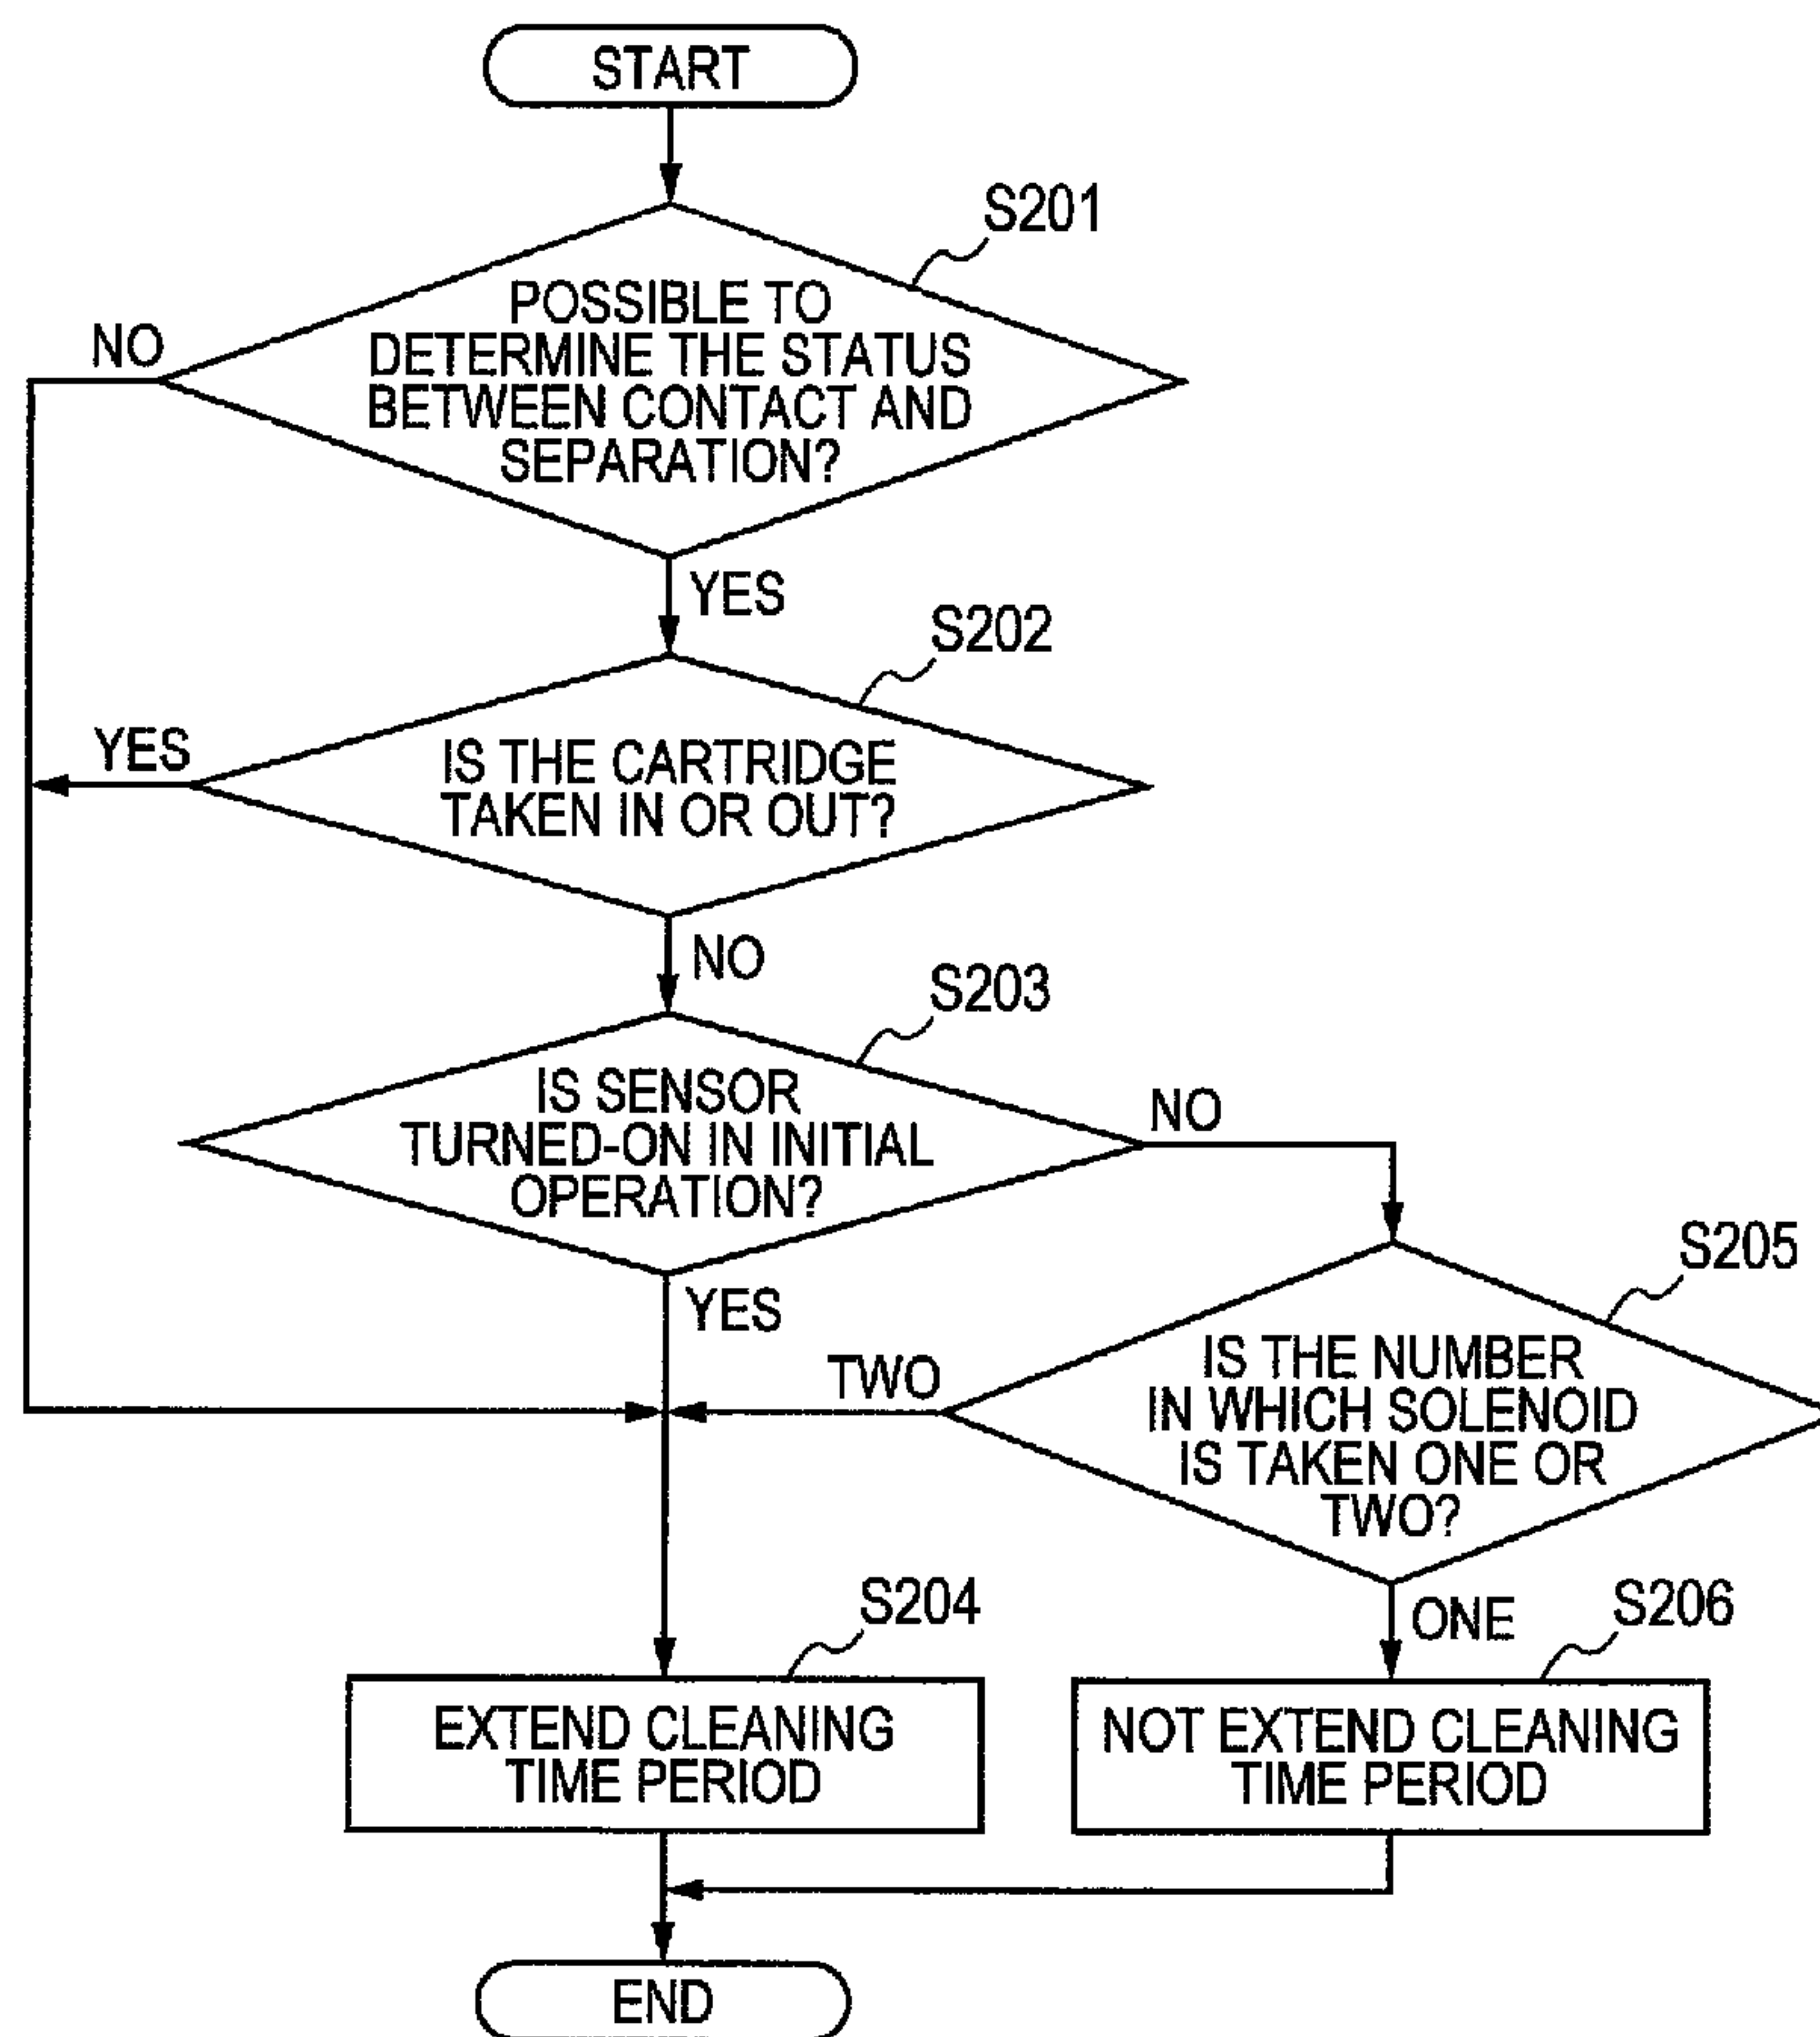 START
S201
POSSIBLE TO
DETERMINE THE STATUS
BETWEEN CONTACT AND
SEPARATION?
NO
YES
S202
IS THE CARTRIDGE
TAKEN IN OR OUT?
YES
NO
S203
IS SENSOR
TURNED-ON IN INITIAL
OPERATION?
NO
YES
S205
IS THE NUMBER
IN WHICH SOLENOID
IS TAKEN ONE OR
TWO?
TWO
ONE
S204
EXTEND CLEANING
TIME PERIOD
S206
NOT EXTEND CLEANING
TIME PERIOD
END